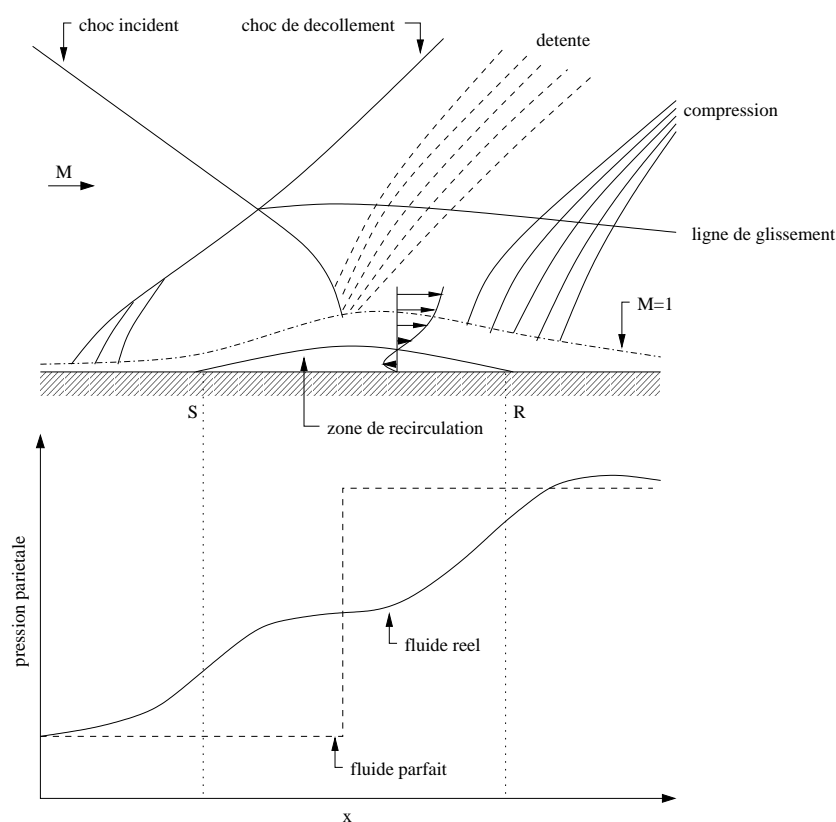 choc incident
choc de decollement
detente
compression
M
ligne de glissement
M=1
S
R
zone de recirculation
pression parietale
fluide reel
fluide parfait
x